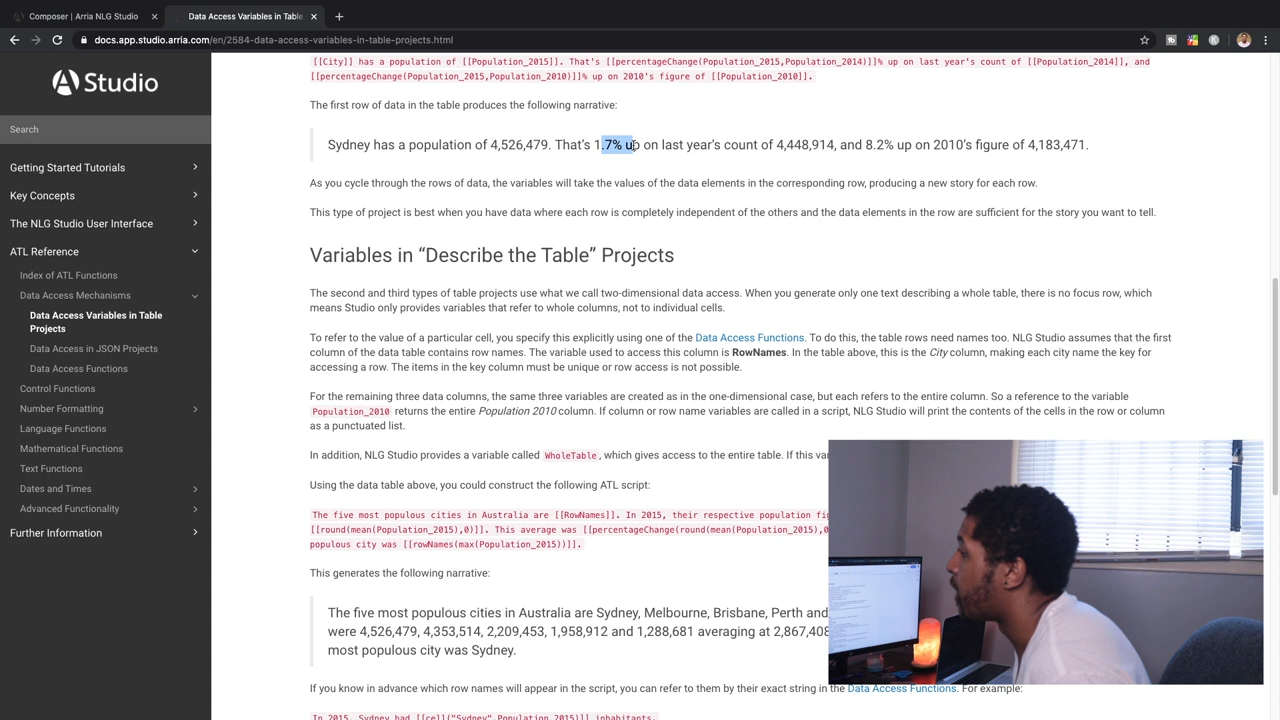 Composer | Arria NLG Studio
Data Access Variables in Table
docs.app.studio.arria.com/en/2584-data-access-variables-in-table-projects.html
Studio
Search
Getting Started Tutorials
Key Concepts
The NLG Studio User Interface
ATL Reference
Index of ATL Functions
Data Access Mechanisms
Data Access Variables in Table
Projects
Data Access in JSON Projects
Data Access Functions
Control Functions
Number Formatting
Language Functions
Mathematical Functions
Text Functions
Dates and Times
Advanced Functionality
Further Information
[[City]] has a population of [[Population_2015]]. That's [[percentageChange(Population_2015,Population_2014)]]% up on last year's count of [[Population_2014]], and
[[percentageChange(Population_2015,Population_2010)]]% up on 2010's figure of [[Population_2010]].
The first row of data in the table produces the following narrative:
Sydney has a population of 4,526,479. That's 1.7% up on last year's count of 4,448,914, and 8.2% up on 2010's figure of 4,183,471.
As you cycle through the rows of data, the variables will take the values of the data elements in the corresponding row, producing a new story for each row.
This type of project is best when you have data where each row is completely independent of the others and the data elements in the row are sufficient for the story you want to tell.
Variables in “Describe the Table” Projects
The second and third types of table projects use what we call two-dimensional data access. When you generate only one text describing a whole table, there is no focus row, which
means Studio only provides variables that refer to whole columns, not to individual cells.
To refer to the value of a particular cell, you specify this explicitly using one of the Data Access Functions. To do this, the table rows need names too. NLG Studio assumes that the first
column of the data table contains row names. The variable used to access this column is RowNames. In the table above, this is the City column, making each city name the key for
accessing a row. The items in the key column must be unique or row access is not possible.
For the remaining three data columns, the same three variables are created as in the one-dimensional case, but each refers to the entire column. So a reference to the variable
Population_2010 returns the entire Population 2010 column. If column or row name variables are called in a script, NLG Studio will print the contents of the cells in the row or column
as a punctuated list.
In addition, NLG Studio provides a variable called WholeTable, which gives access to the entire table. If this var
Using the data table above, you could construct the following ATL script:
The five most populous cities in Australia are [[RowNames]]. In 2015, their respective population fig
[[round(mean(Population_2015),0)]]. This average was [[percentageChange(round(mean(Population_2015),0
populous city was [[rowNames(max(Population_2015))]].
This generates the following narrative:
The five most populous cities in Australia are Sydney, Melbourne, Brisbane, Perth and
were 4,526,479, 4,353,514, 2,209,453, 1,958,912 and 1,288,681 averaging at 2,867,408
most populous city was Sydney.
If you know in advance which row names will appear in the script, you can refer to them by their exact string in the Data Access Functions. For example:
In 2015, Sydney had [[cell("Sydney",Population_2015)]] inhabitants.